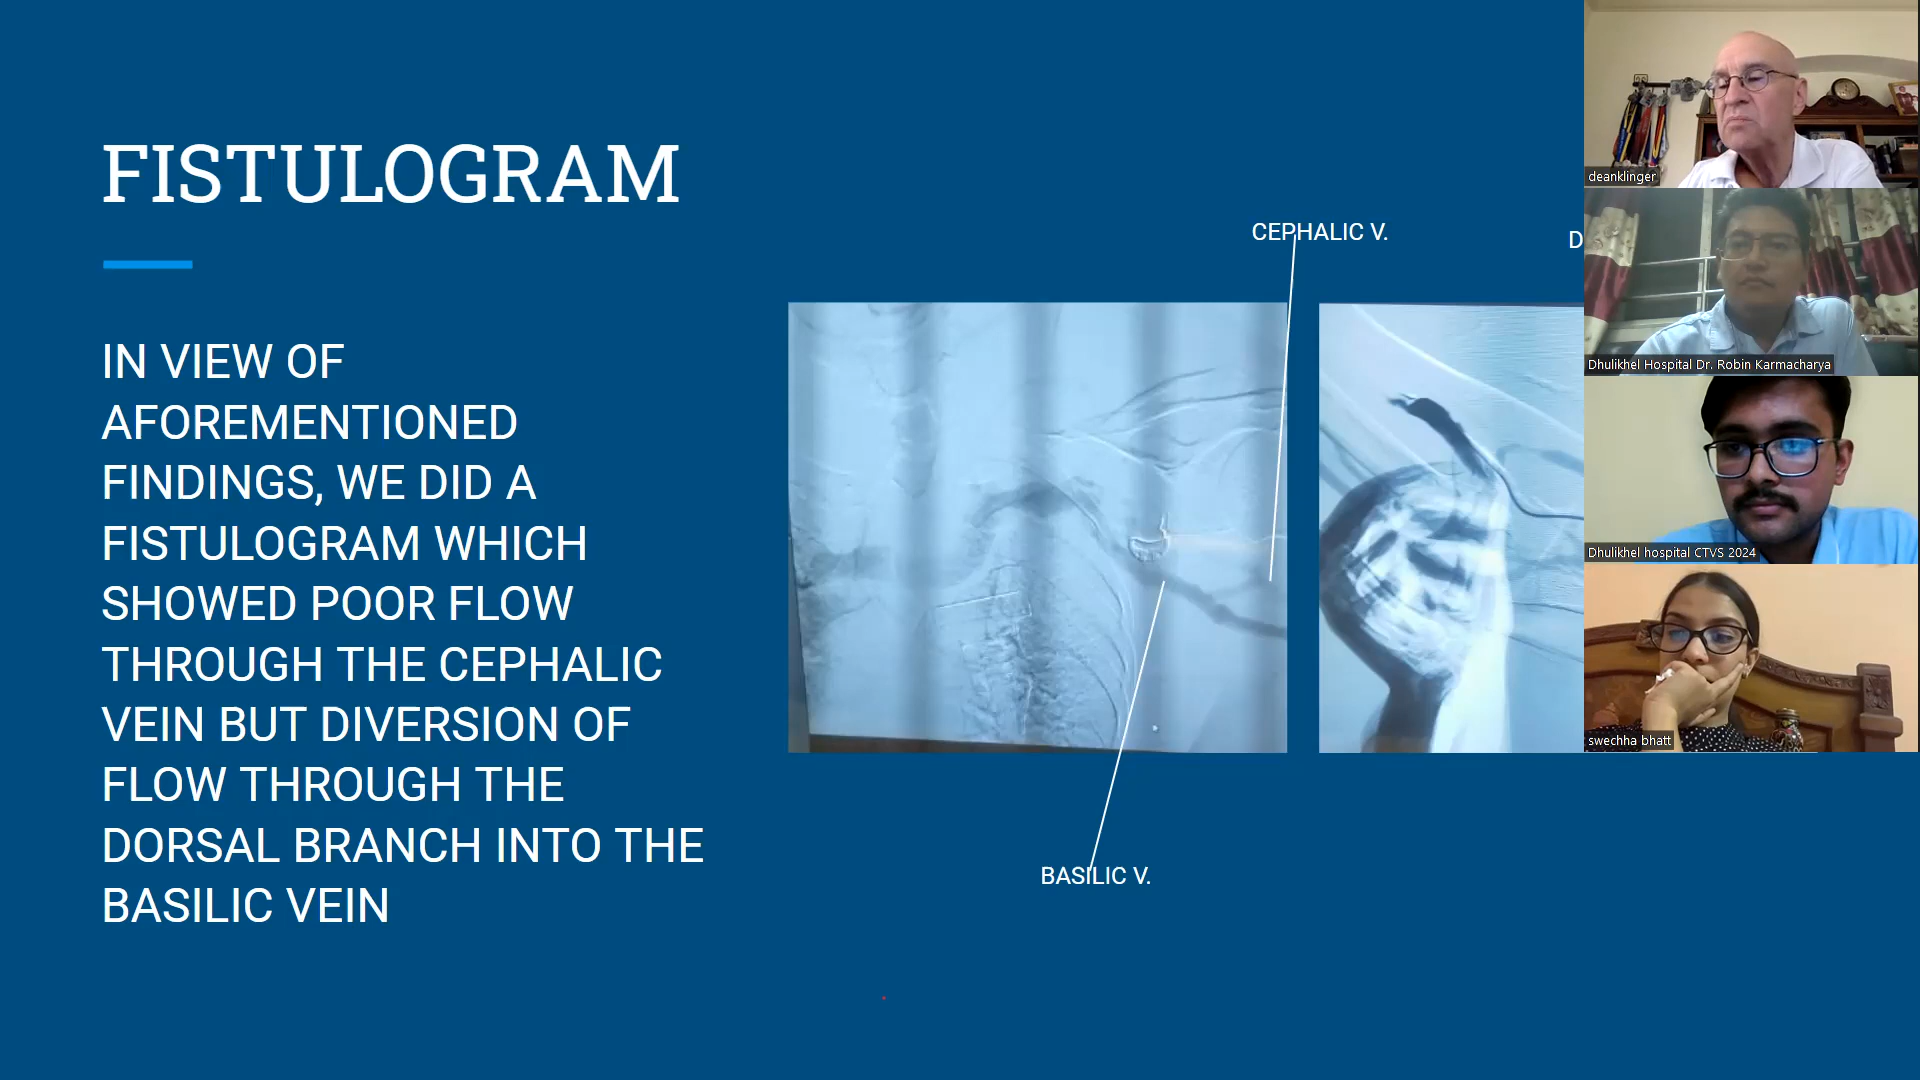 FISTULOGRAM
IN VIEW OF
AFOREMENTIONED
FINDINGS, WE DID A
FISTULOGRAM WHICH
SHOWED POOR FLOW
THROUGH THE CEPHALIC
VEIN BUT DIVERSION OF
FLOW THROUGH THE
DORSAL BRANCH INTO THE
BASILIC VEIN
CEPHALIC V.
D
BASILIC V.
deanklinger
Dhulikhel Hospital Dr. Robin Karmacharya
Dhulikhel hospital CTVS 2024
swechha bhatt